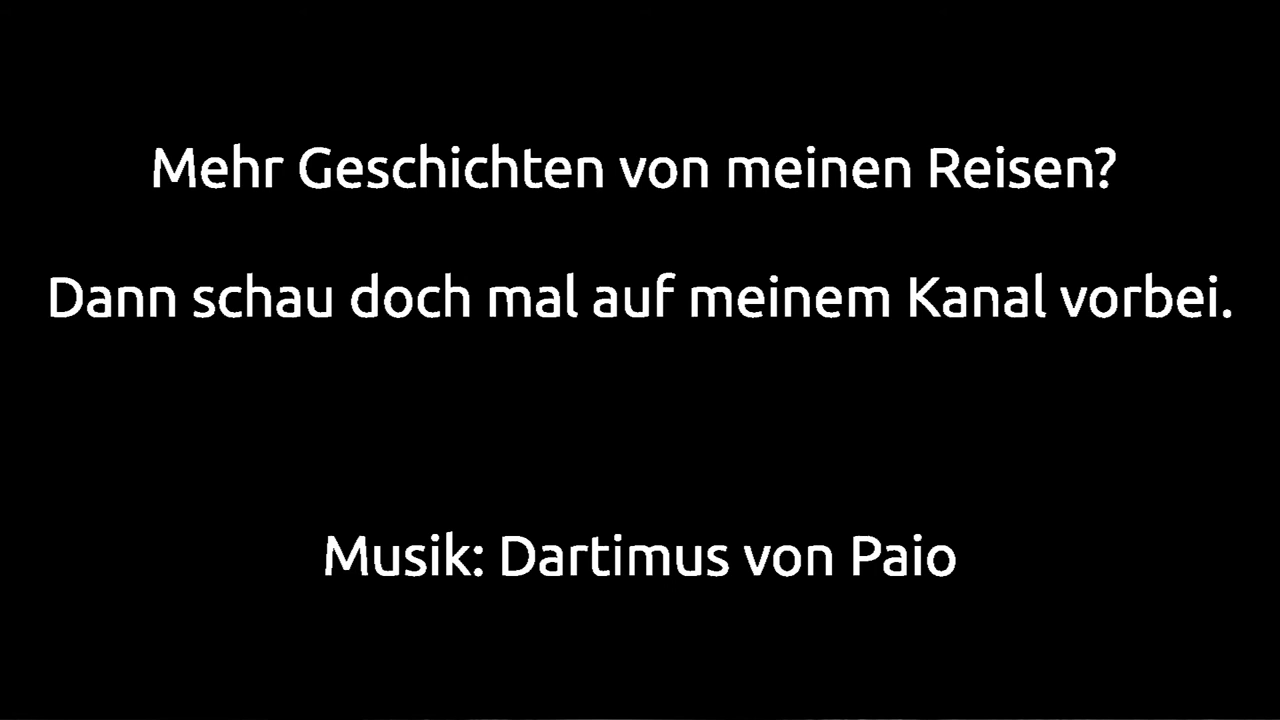 Mehr Geschichten von meinen Reisen?
Dann schau doch mal auf meinem Kanal vorbei.
Musik: Dartimus von Paio